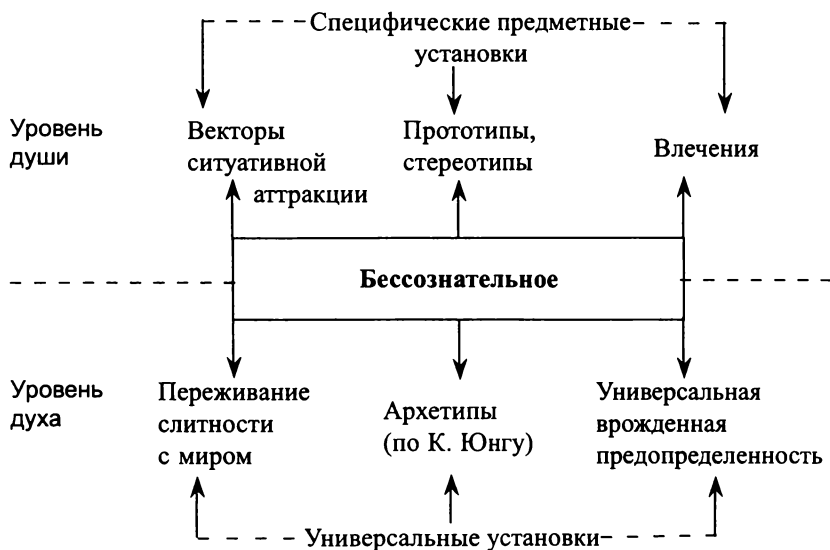 Специфические предметные
установки
Уровень
души
Векторы
ситуативной
аттракции
Прототипы,
стереотипы
Влечения
Бессознательное
Уровень
духа
Переживание
слитности
с миром
Архетипы
(по К. Юнгу)
Универсальная
врожденная
предопределенность
Универсальные установки